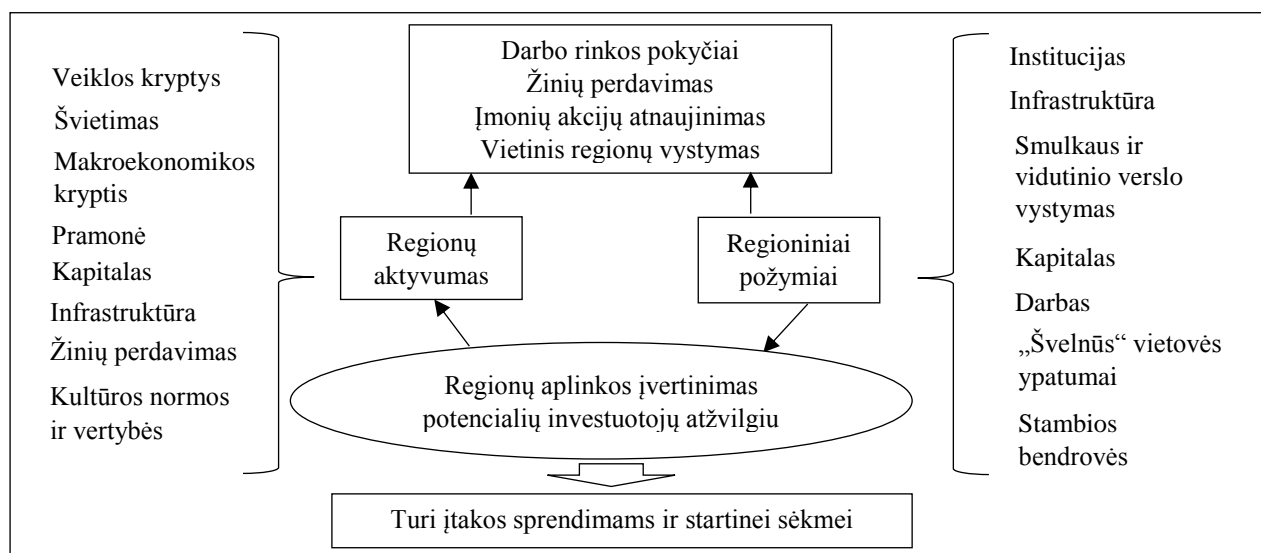 Veiklos kryptys
Švietimas
Makroekonomikos
kryptis
Pramonė
Kapitalas
Infrastruktūra
Žinių perdavimas
Kultūros normos
ir vertybės
Darbo rinkos pokyčiai
Žinių perdavimas
Įmonių akcijų atnaujinimas
Vietinis regionų vystymas
Regionų
aktyvumas
Regioniniai
požymiai
Regionų aplinkos įvertinimas
potencialių investuotojų atžvilgiu
Turi įtakos sprendimams ir startinei sėkmei
Institucijas
Infrastruktūra
Smulkaus ir
vidutinio verslo
vystymas
Kapitalas
Darbas
„Švelnūs“ vietovės
ypatumai
Stambios
bendrovės